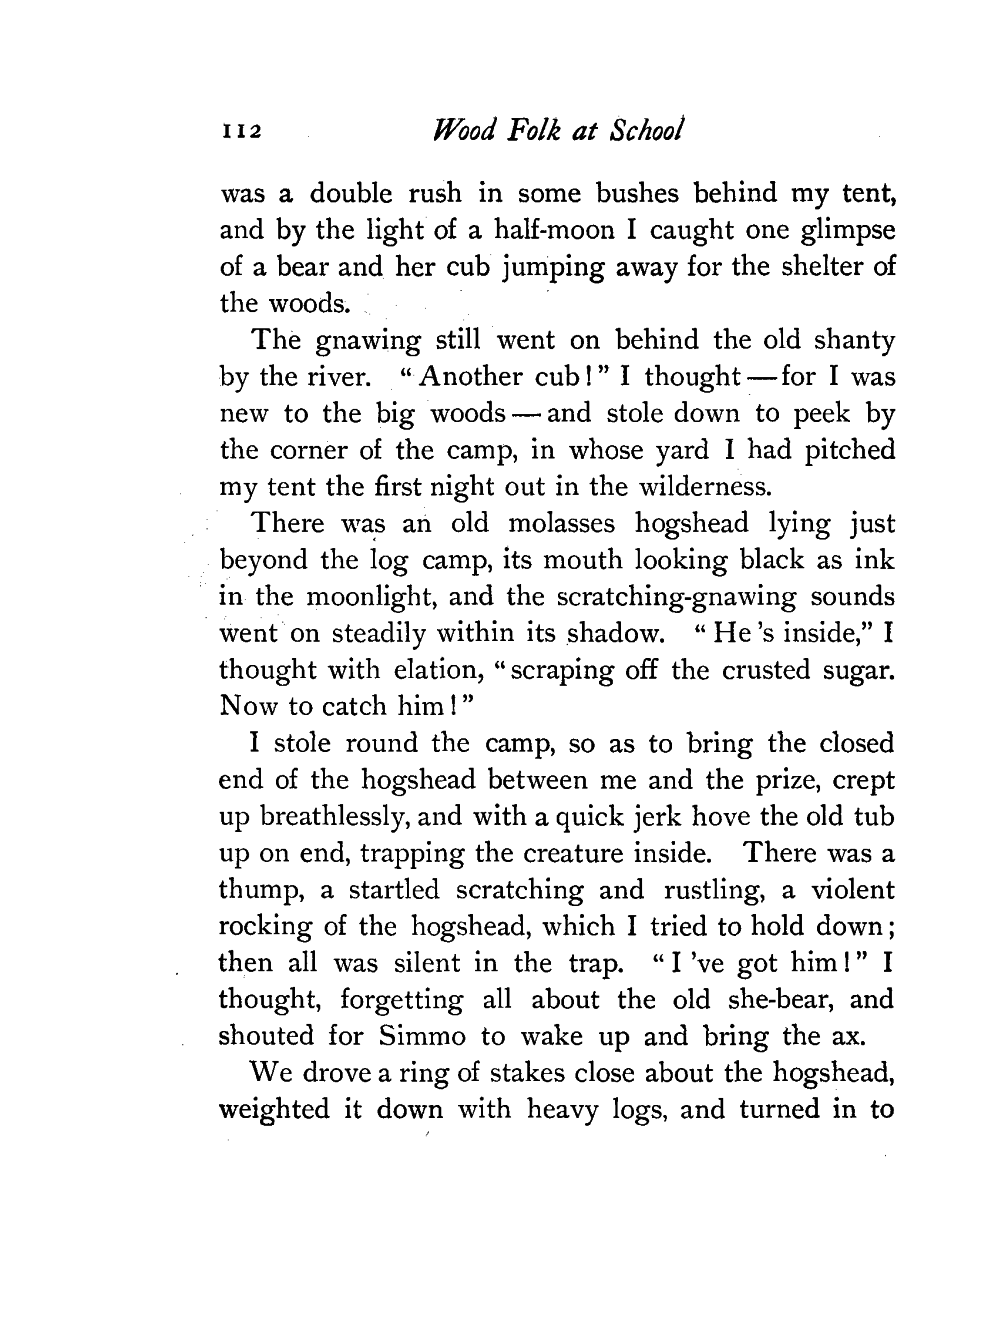 112 Wood Folk at School
was a double rush in some bushes behind my tent,
and by the light of a half-moon I caught one glimpse
of a bear and her cub jumping away for the shelter of
the woods.
The gnawing still went on behind the old shanty
by the river. “Another cub!” I thought — for I was
new to the big woods — and stole down to peek by
the corner of the camp, in whose yard I had pitched
my tent the first night out in the wilderness.
There was an old molasses hogshead lying just
beyond the log camp, its mouth looking black as ink
in the moonlight, and the scratching-gnawing sounds
went on steadily within its shadow. “He 's inside,” I
thought with elation, “scraping off the crusted sugar.
Now to catch him!”
I stole round the camp, so as to bring the closed
end of the hogshead between me and the prize, crept
up breathlessly, and with a quick jerk hove the old tub
up on end, trapping the creature inside. There was a
thump, a startled scratching and rustling, a violent
rocking of the hogshead, which I tried to hold down;
then all was silent in the trap. “I 've got him!” I
thought, forgetting all about the old she-bear, and
shouted for Simmo to wake up and bring the ax.
We drove a ring of stakes close about the hogshead,
weighted it down with heavy logs, and turned in to